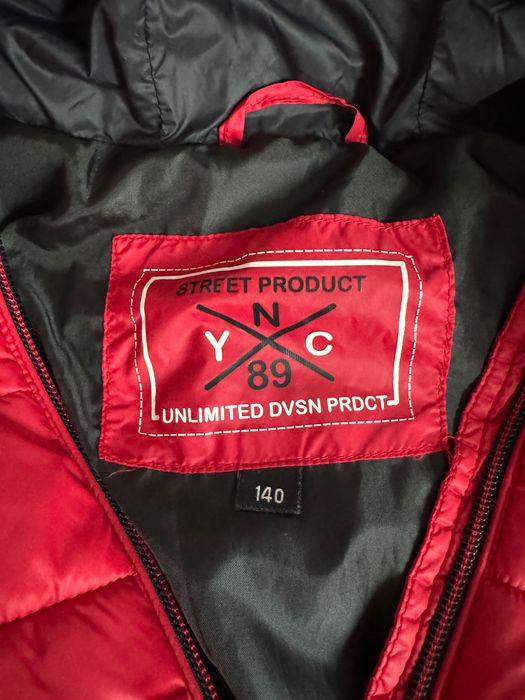 STREET PRODUCT
N
Y C
89
UNLIMITED DVSN PRDCT
140